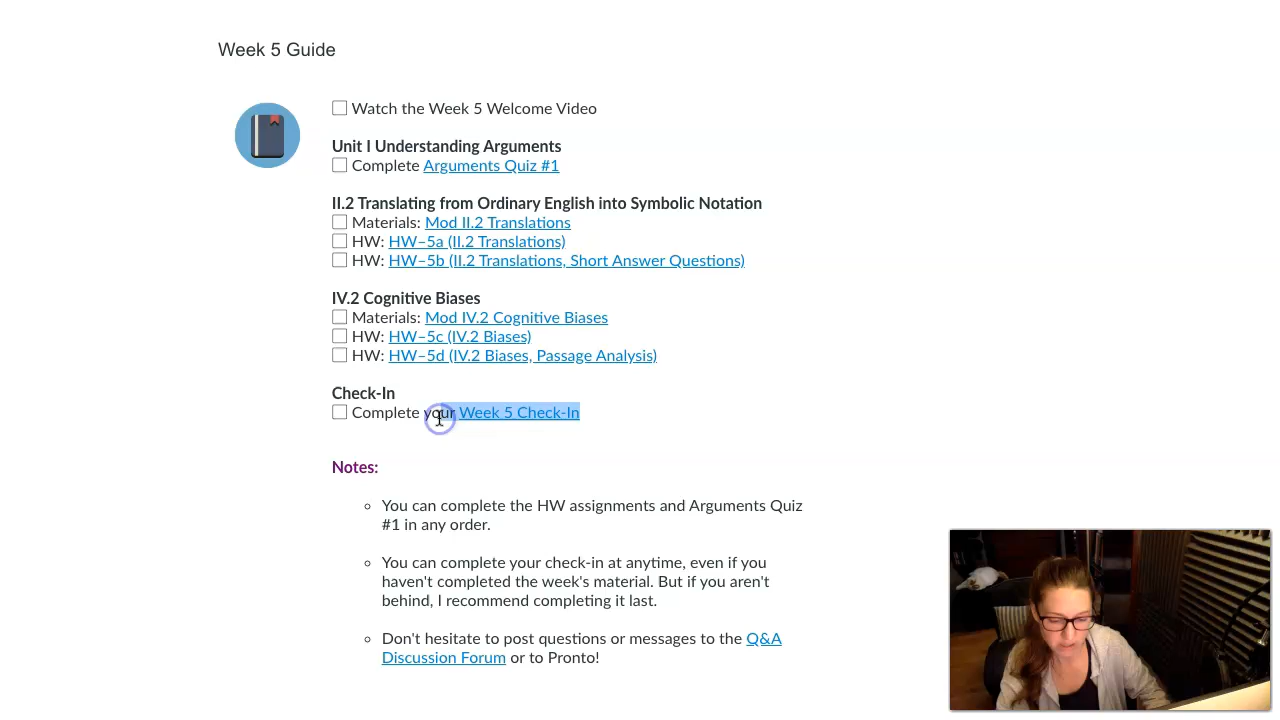 Week 5 Guide
Watch the Week 5 Welcome Video
Unit I Understanding Arguments
Complete Arguments Quiz #1
II.2 Translating from Ordinary English into Symbolic Notation
Materials: Mod II.2 Translations
HW: HW–5a (II.2 Translations)
HW: HW–5b (II.2 Translations, Short Answer Questions)
IV.2 Cognitive Biases
Materials: Mod IV.2 Cognitive Biases
HW: HW–5c (IV.2 Biases)
HW: HW–5d (IV.2 Biases, Passage Analysis)
Check-In
Complete your Week 5 Check-In
Notes:
You can complete the HW assignments and Arguments Quiz
#1 in any order.
You can complete your check-in at anytime, even if you
haven't completed the week's material. But if you aren't
behind, I recommend completing it last.
Don't hesitate to post questions or messages to the Q&A
Discussion Forum or to Pronto!